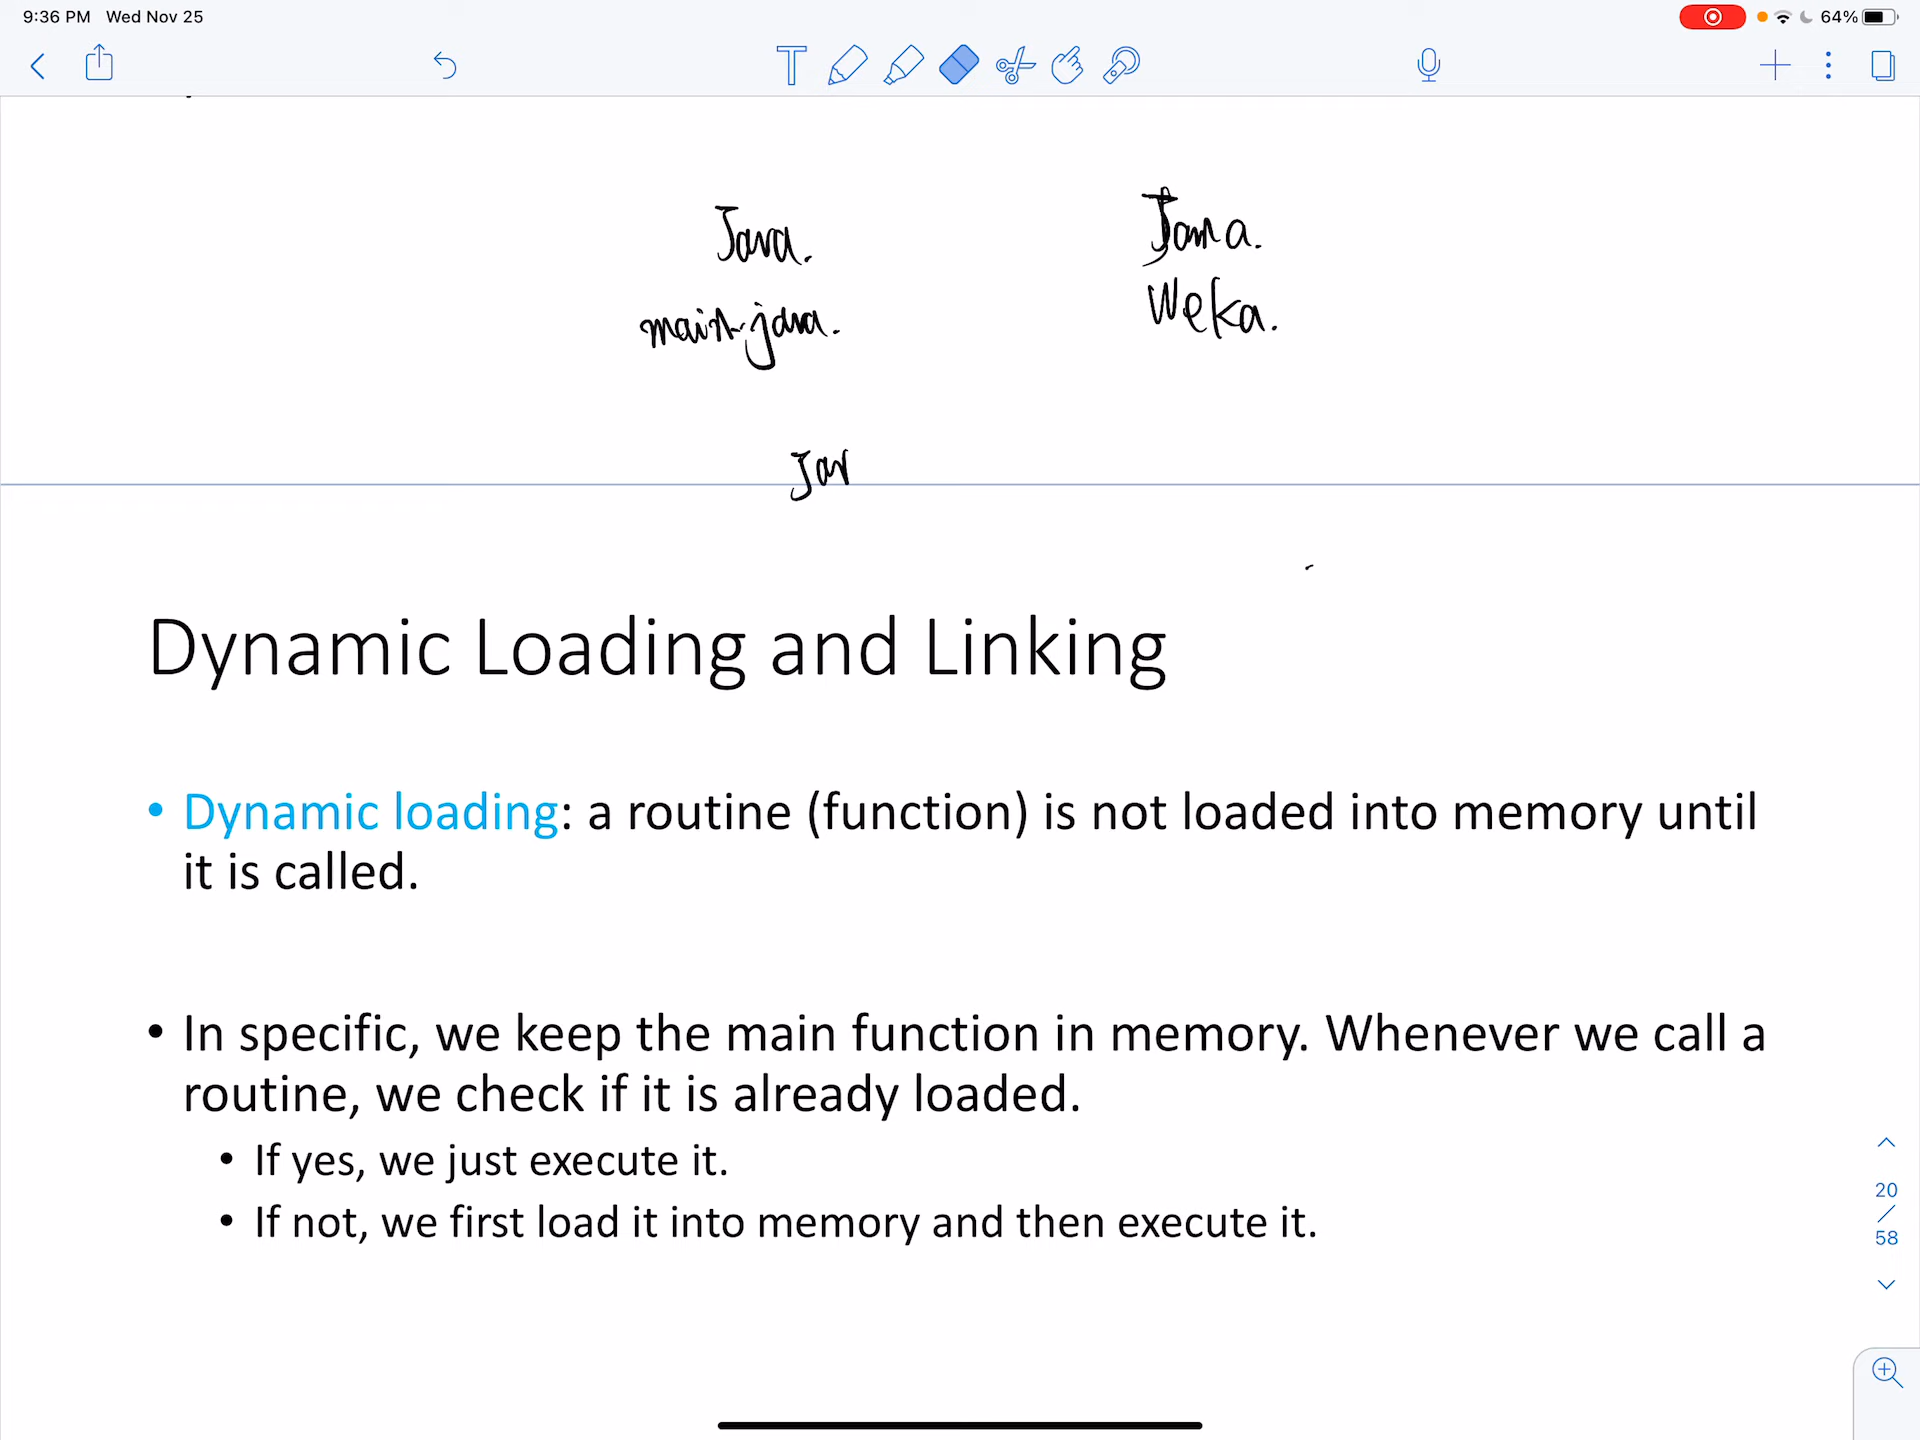 9:36 PM Wed Nov 25
64%
Java.
Jama.
main.java.
Weka.
Jar
Dynamic Loading and Linking
• Dynamic loading: a routine (function) is not loaded into memory until
it is called.
• In specific, we keep the main function in memory. Whenever we call a
routine, we check if it is already loaded.
• If yes, we just execute it.
• If not, we first load it into memory and then execute it.
20
/
58